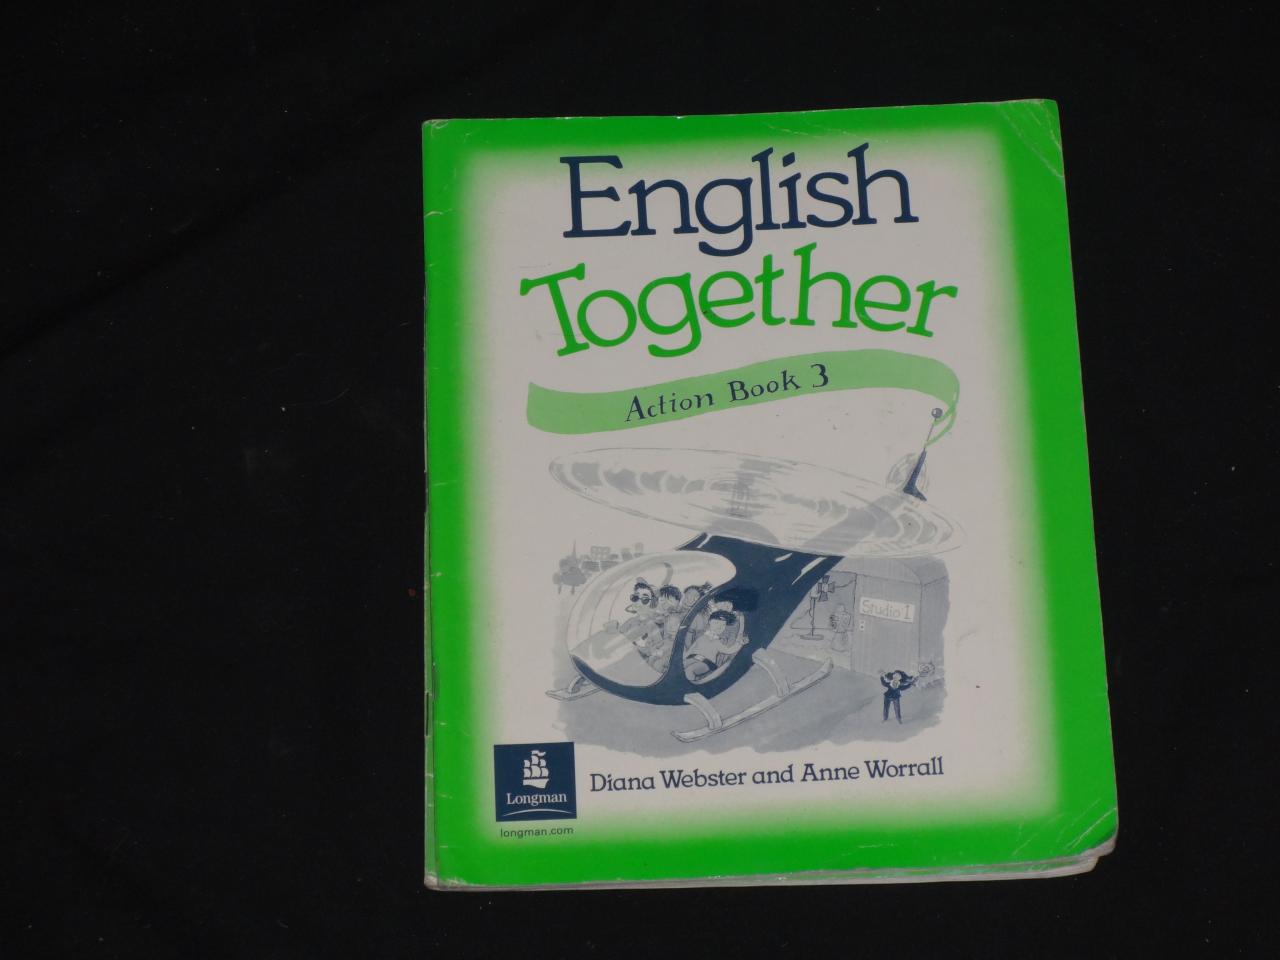 English
Together
Action Book 3
Studio 1
Diana Webster and Anne Worrall
Longman
longman.com